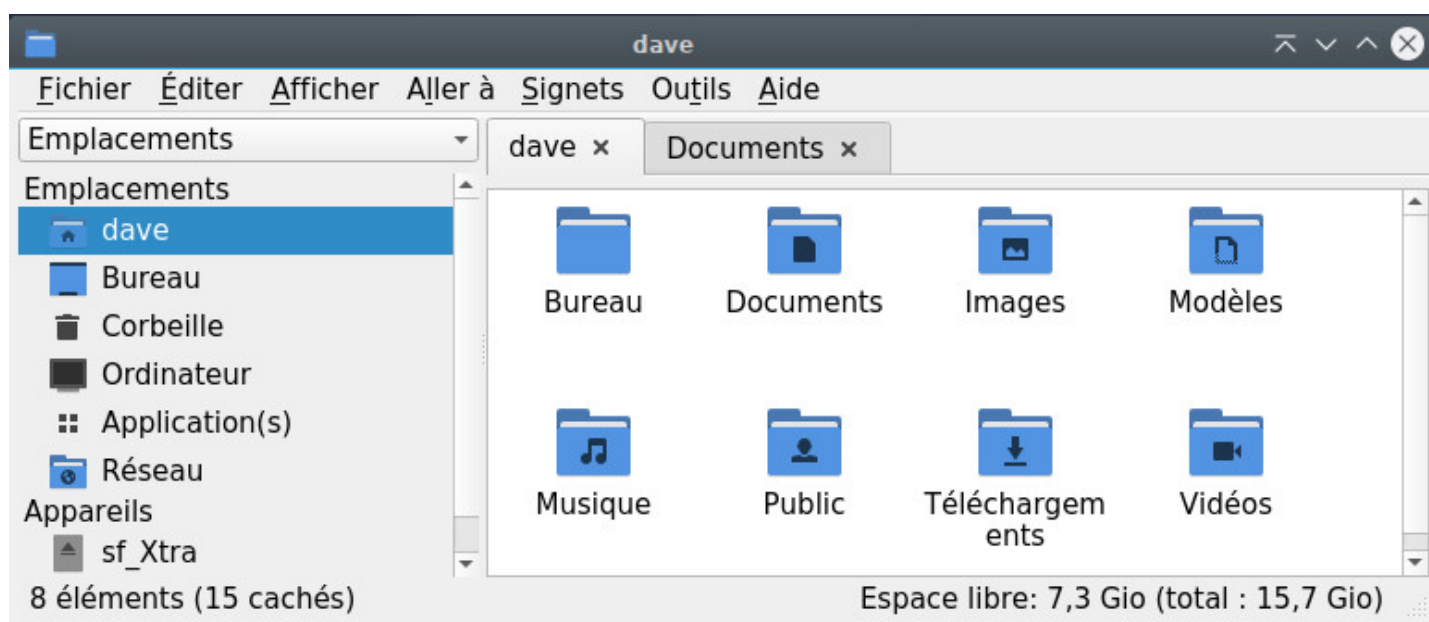 dave
Fichier Éditer Afficher Aller à Signets Outils Aide
Emplacements
dave
Documents
Emplacements
dave
Bureau
Corbeille
Ordinateur
Application(s)
Réseau
Appareils
sf_Xtra
Bureau Documents Images Modèles
Musique Public Téléchargem Vidéos
ents
8 éléments (15 cachés)
Espace libre: 7,3 Gio (total : 15,7 Gio)